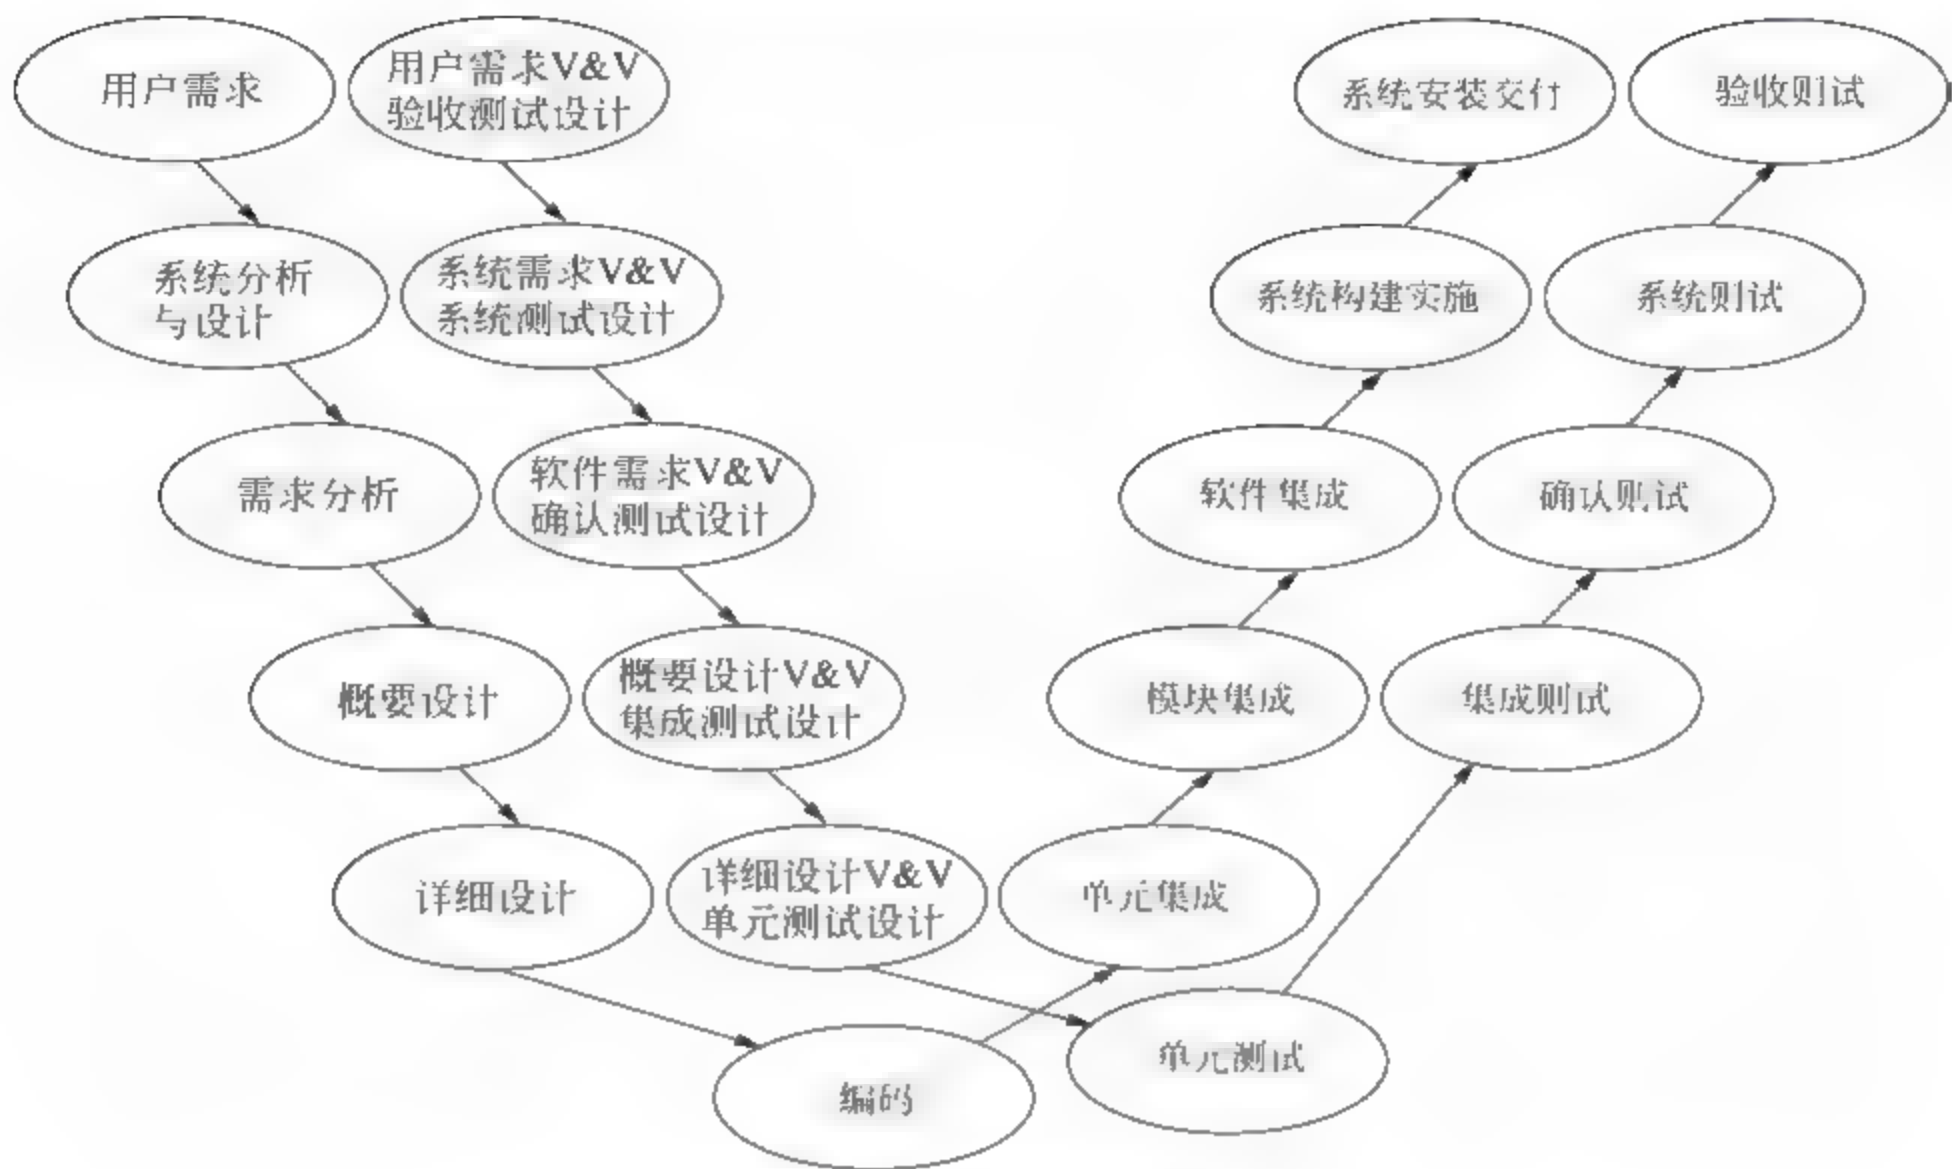 用户需求
用户需求V&V
验收测试设计
系统安装交付
验收则试
系统分析
与设计
系统需求V&V
系统测试设计
系统构建实施
系统则试
需求分析
软件需求V&V
确认测试设计
软件集成
确认则试
概要设计
概要设计V&V
集成测试设计
模块集成
集成则试
详细设计
详细设计V&V
单元测试设计
单元集成
单元测试
编码